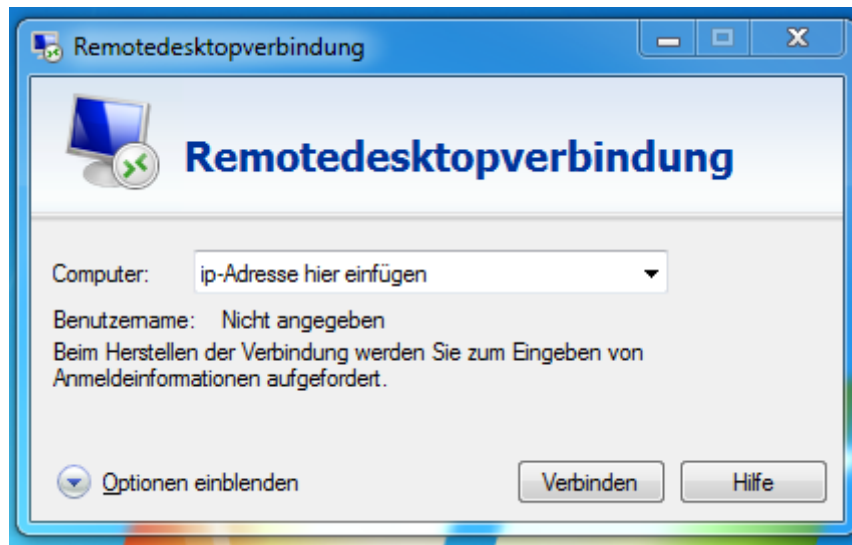 Remotedesktopverbindung
Remotedesktopverbindung
Computer: ip-Adresse hier einfügen
Benutzername: Nicht angegeben
Beim Herstellen der Verbindung werden Sie zum Eingeben von
Anmeldeinformationen aufgefordert.
Optionen einblenden Verbinden Hilfe